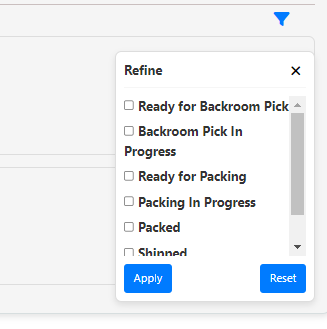 Refine
Ready for Backroom Pick
Backroom Pick In
Progress
Ready for Packing
Packing In Progress
Packed
Shipped
Apply Reset